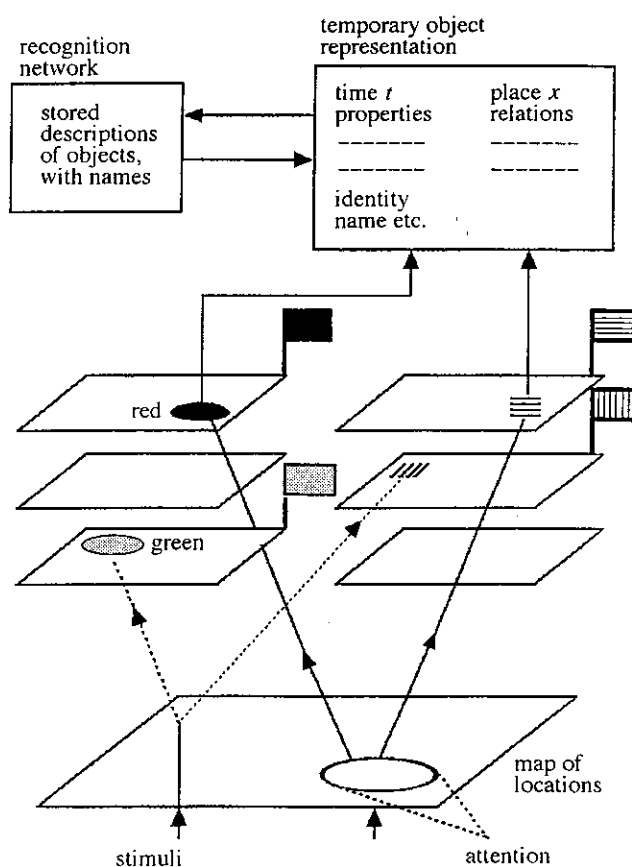 recognition
network
stored
descriptions
of objects,
with names
temporary object
representation
time t
properties
place x
relations
identity
name etc.
red
green
map of
locations
stimuli
attention